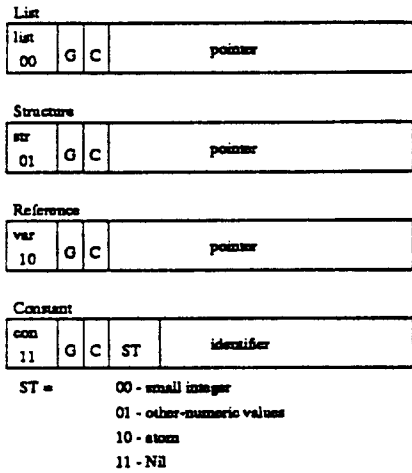 List
list
00 G C pointer
Structure
str
01 G C pointer
Reference
var
10 G C pointer
Constant
con
11 G C ST identifier
ST = 00 - small integer
01 - other-numeric values
10 - atom
11 - Nil